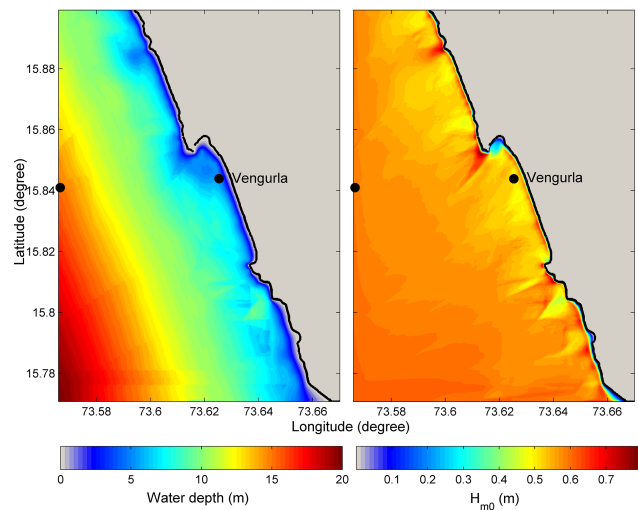 15.88
15.86
15.84
15.82
15.8
15.78
Latitude (degree)
Vengurla
Vengurla
73.58 73.6 73.62 73.64 73.66
73.58 73.6 73.62 73.64 73.66
Longitude (degree)
0 5 10 15 20
0.1 0.2 0.3 0.4 0.5 0.6 0.7
Water depth (m)
Hm0 (m)